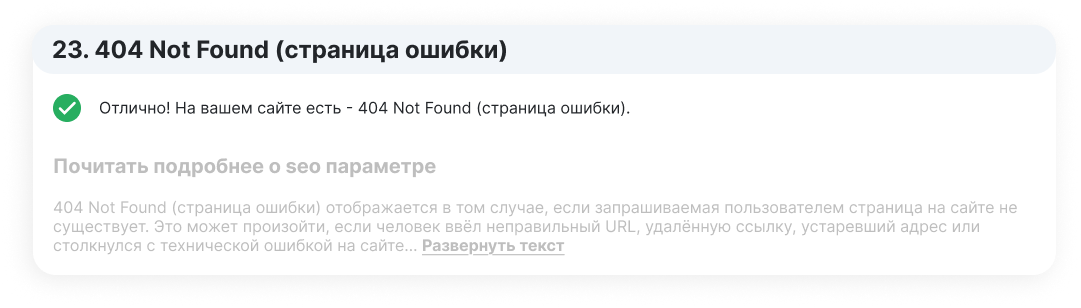 23. 404 Not Found (страница ошибки)
Отлично! На вашем сайте есть - 404 Not Found (страница ошибки).
Почитать подробнее о seo параметре
404 Not Found (страница ошибки) отображается в том случае, если запрашиваемая пользователем страница на сайте не
существует. Это может произойти, если человек ввёл неправильный URL, удалённую ссылку, устаревший адрес или
столкнулся с технической ошибкой на сайте... Развернуть текст